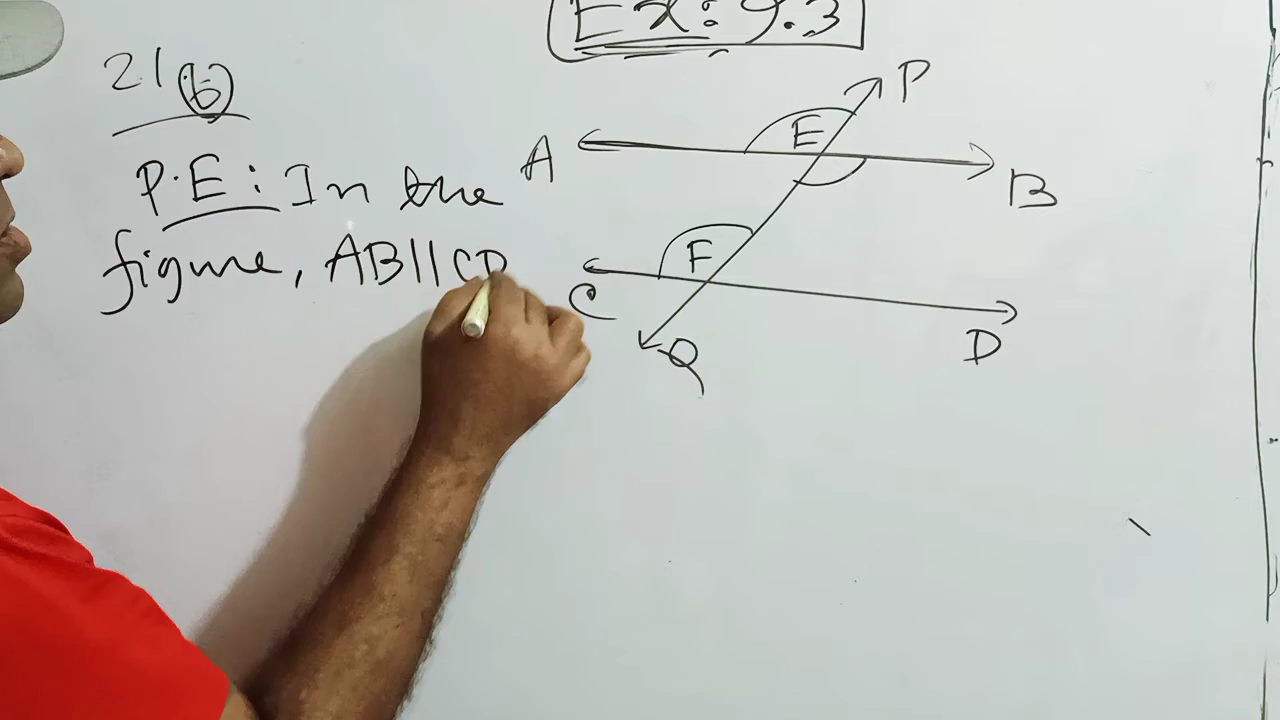 Ex: 9.3
21 (b)
P.E: In the
figure, AB||CD
P
E
A
B
F
C
D
Q